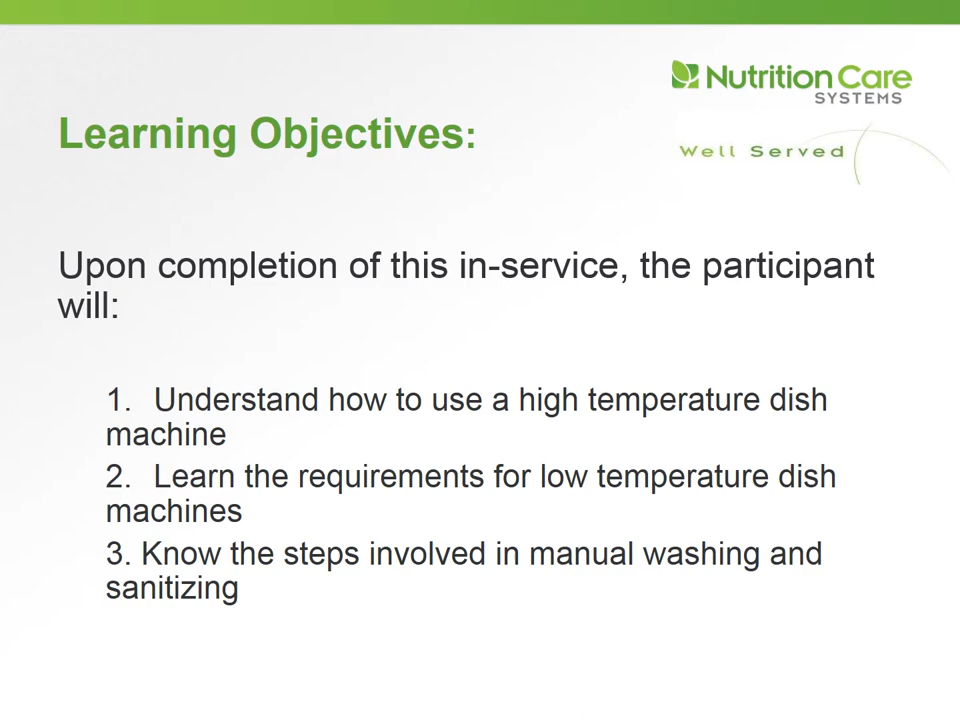 Nutrition Care
SYSTEMS
Learning Objectives:
Well Served
Upon completion of this in-service, the participant
will:
1. Understand how to use a high temperature dish
machine
2. Learn the requirements for low temperature dish
machines
3. Know the steps involved in manual washing and
sanitizing